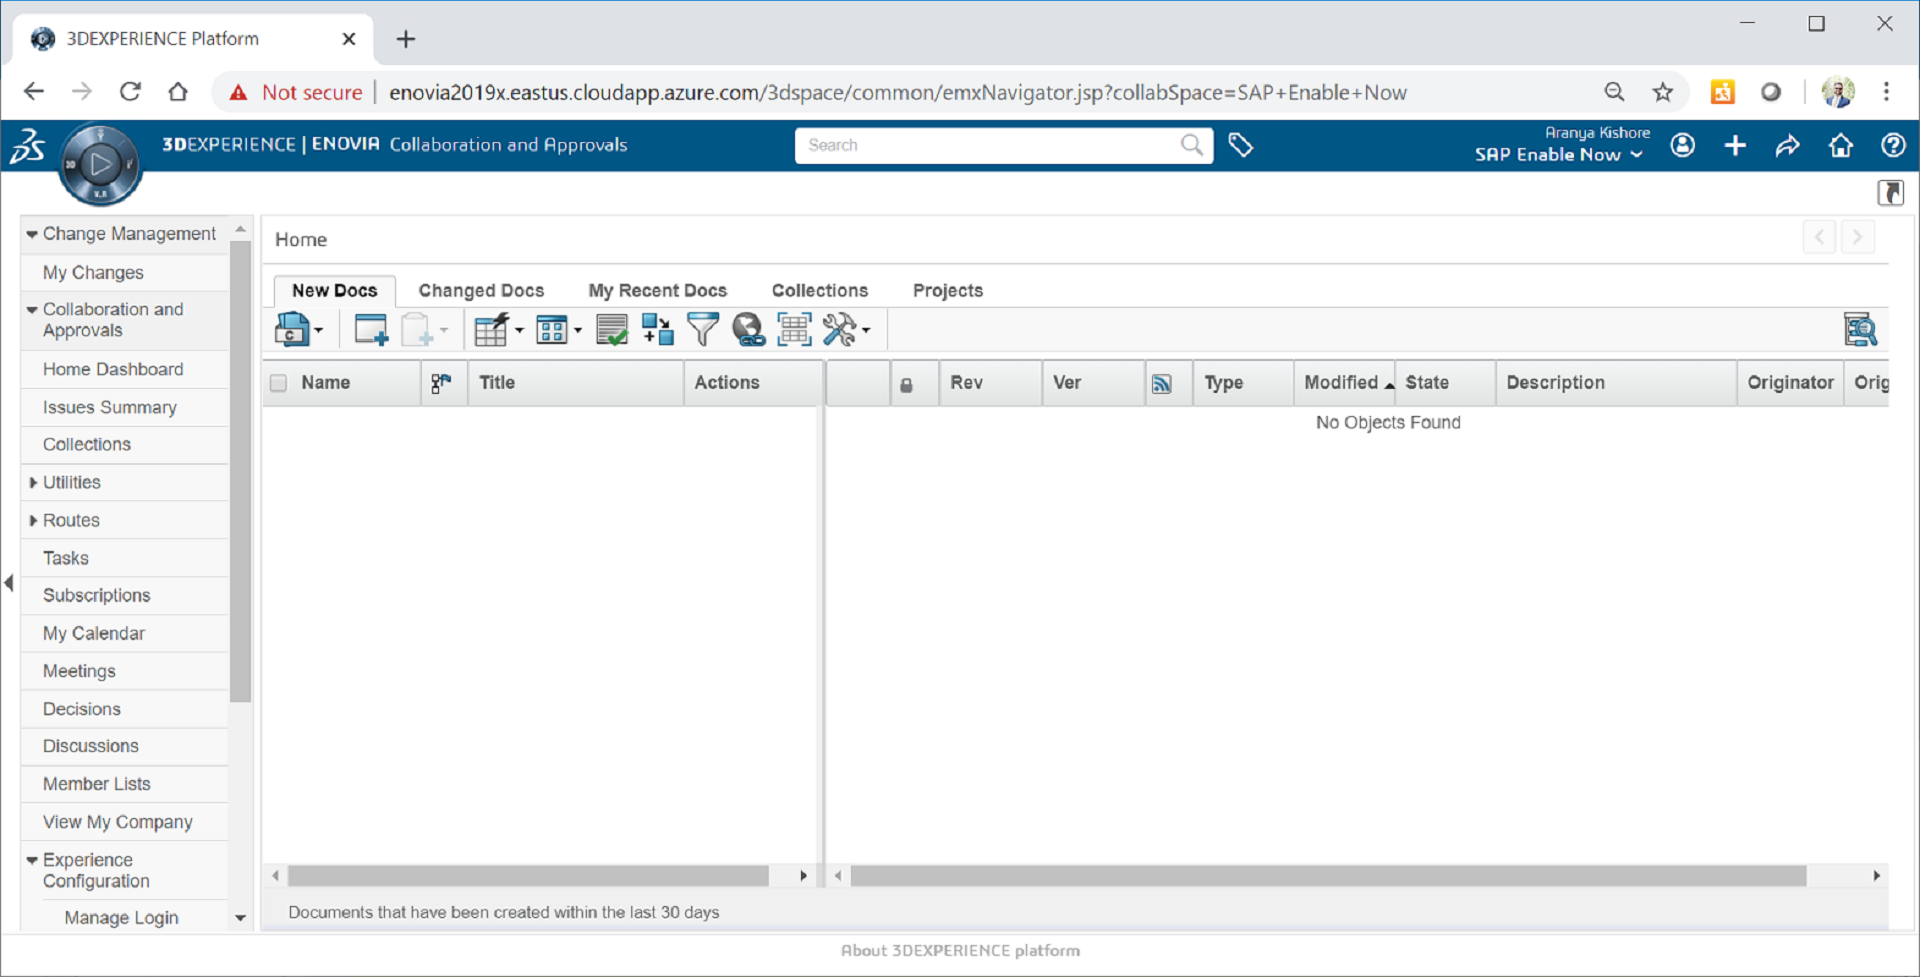 3DEXPERIENCE Platform
Not secure
enovia2019x.eastus.cloudapp.azure.com/3dspace/common/emxNavigator.jsp?collabSpace=SAP+Enable+Now
3DEXPERIENCE | ENOVIA Collaboration and Approvals
Search
Aranya Kishore
SAP Enable Now
3D
V.R
Change Management
My Changes
Collaboration and
Approvals
Home Dashboard
Issues Summary
Collections
Utilities
Routes
Tasks
Subscriptions
My Calendar
Meetings
Decisions
Discussions
Member Lists
View My Company
Experience
Configuration
Manage Login
Home
New Docs Changed Docs My Recent Docs Collections Projects
C
Name Title Actions Rev Ver Type Modified State Description Originator Orig
No Objects Found
Documents that have been created within the last 30 days
About 3DEXPERIENCE platform